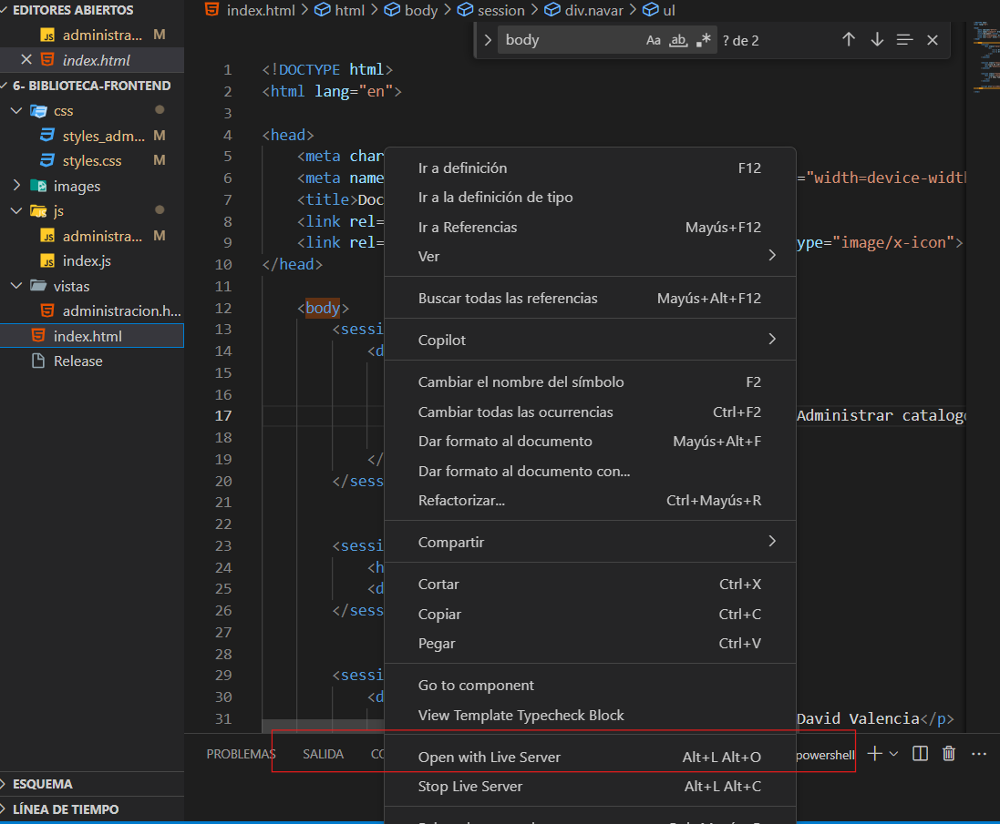 EDITORES ABIERTOS
administra... M
index.html
6- BIBLIOTECA-FRONTEND
css
styles_adm... M
styles.css M
images
js
administra... M
index.js
vistas
administracion.h...
index.html
Release
ESQUEMA
LÍNEA DE TIEMPO
index.html > html > body > session > div.navar > ul
body Aa ab .* ? de 2
1 <!DOCTYPE html>
2 <html lang="en">
3
4 <head>
5 <meta char
6 <meta name ="width=device-widt
7 <title>Doc
8 <link rel=
9 <link rel= ype="image/x-icon">
10 </head>
11
12 <body>
13 <sessi
14 <d
15
16
17 Administrar catalog
18
19 </
20 </sess
21
22
23 <sessi
24 <h
25 <d
26 </sess
27
28
29 <sessi
30 <d
31 David Valencia</p>
Ir a definición F12
Ir a la definición de tipo
Ir a Referencias Mayús+F12
Ver
Buscar todas las referencias Mayús+Alt+F12
Copilot
Cambiar el nombre del símbolo F2
Cambiar todas las ocurrencias Ctrl+F2
Dar formato al documento Mayús+Alt+F
Dar formato al documento con...
Refactorizar... Ctrl+Mayús+R
Compartir
Cortar Ctrl+X
Copiar Ctrl+C
Pegar Ctrl+V
Go to component
View Template Typecheck Block
Open with Live Server Alt+L Alt+O
Stop Live Server Alt+L Alt+C
PROBLEMAS SALIDA CO powershell